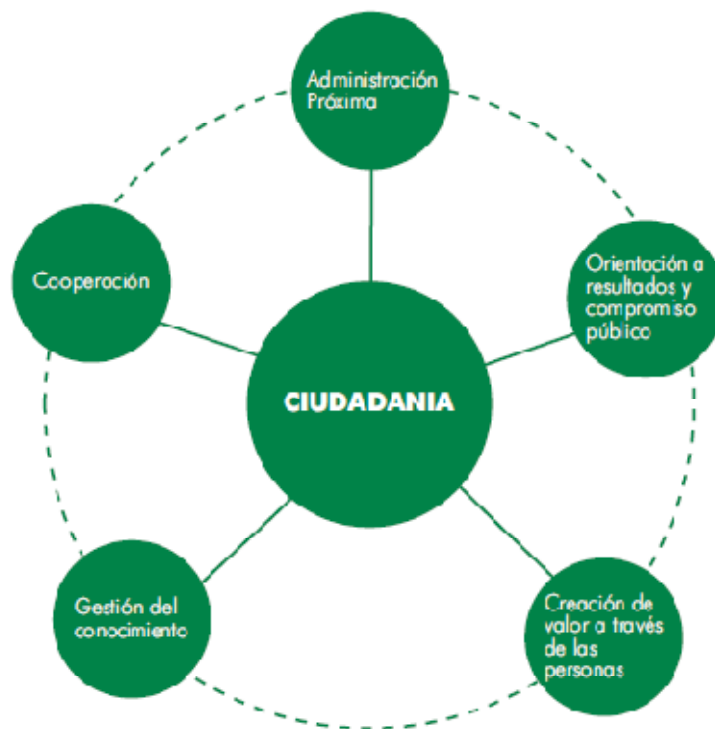 Administración
Próxima
Cooperación
Orientación a
resultados y
compromiso
público
CIUDADANIA
Gestión del
conocimiento
Creación de
valor a través
de las
personas